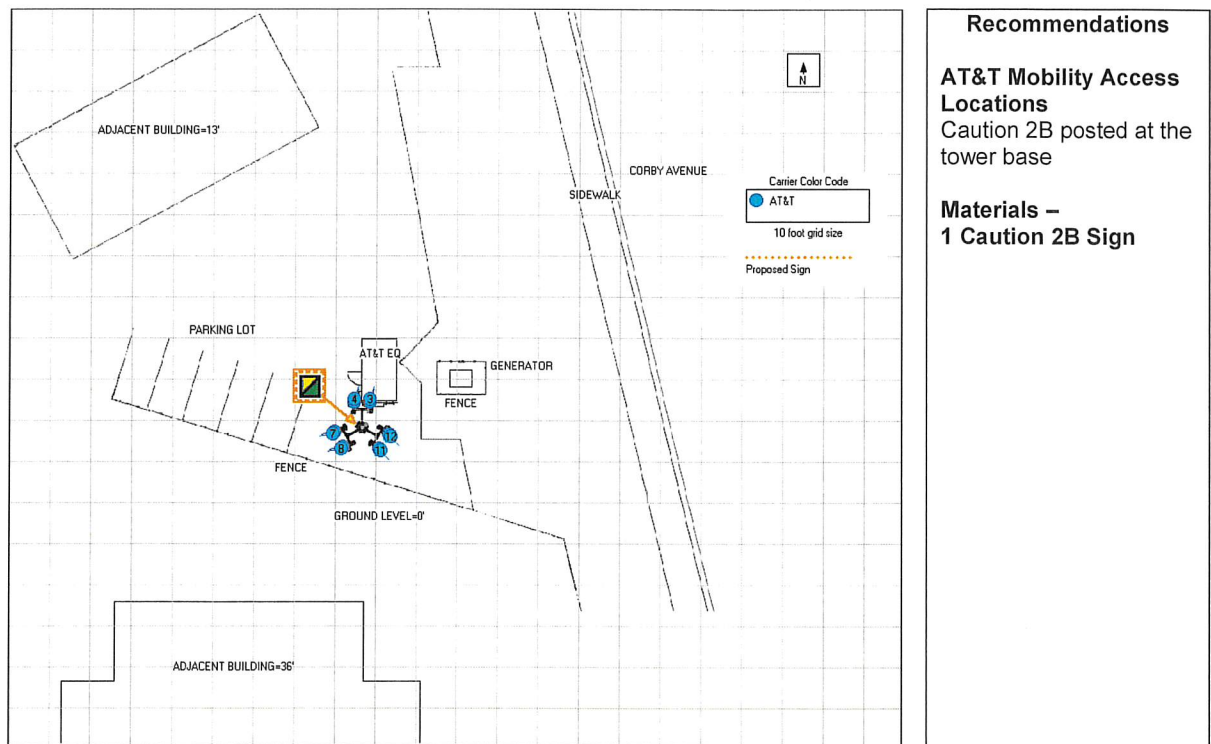 ADJACENT BUILDING=13'
N
CORBY AVENUE
SIDEWALK
Carrier Color Code
AT&T
10 foot grid size
Proposed Sign
PARKING LOT
AT&T EQ
GENERATOR
FENCE
4 3
7 12
8 11
FENCE
GROUND LEVEL=0'
ADJACENT BUILDING=36'
Recommendations
AT&T Mobility Access
Locations
Caution 2B posted at the
tower base
Materials –
1 Caution 2B Sign